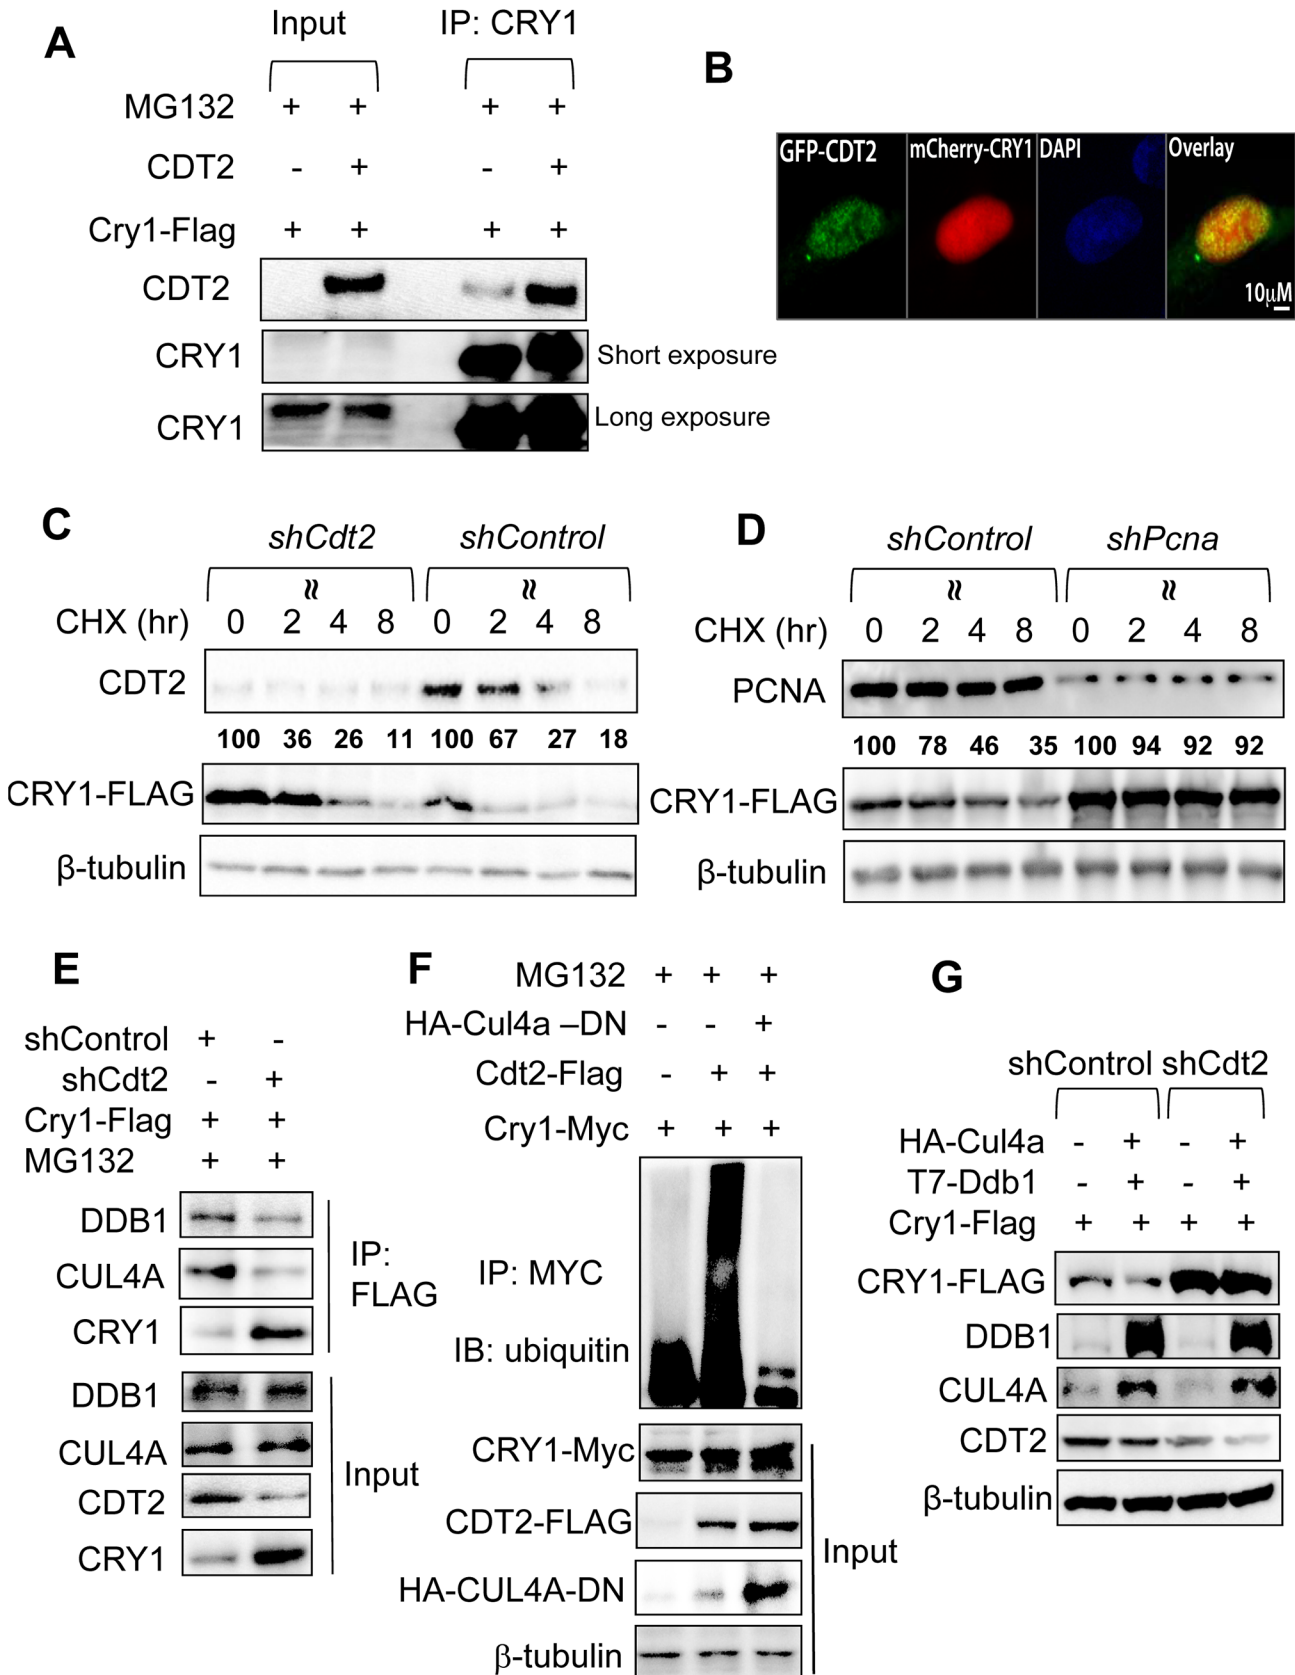 A
Input IP: CRY1
MG132 + + + +
CDT2 - + - +
Cry1-Flag + + + +
CDT2
CRY1 Short exposure
CRY1 Long exposure
B
GFP-CDT2 mCherry-CRY1 DAPI Overlay
10µM
C
shCdt2 shControl
≈ ≈
CHX (hr) 0 2 4 8 0 2 4 8
CDT2
100 36 26 11 100 67 27 18
CRY1-FLAG
β-tubulin
D
shControl shPcna
≈ ≈
CHX (hr) 0 2 4 8 0 2 4 8
PCNA
100 78 46 35 100 94 92 92
CRY1-FLAG
β-tubulin
E
shControl + -
shCdt2 - +
Cry1-Flag + +
MG132 + +
DDB1
CUL4A
CRY1
IP:
FLAG
DDB1
CUL4A
CDT2
CRY1
Input
F
MG132 + + +
HA-Cul4a –DN - - +
Cdt2-Flag - + +
Cry1-Myc + + +
IP: MYC
IB: ubiquitin
CRY1-Myc
CDT2-FLAG
HA-CUL4A-DN
β-tubulin
Input
G
shControl shCdt2
HA-Cul4a - + - +
T7-Ddb1 - + - +
Cry1-Flag + + + +
CRY1-FLAG
DDB1
CUL4A
CDT2
β-tubulin